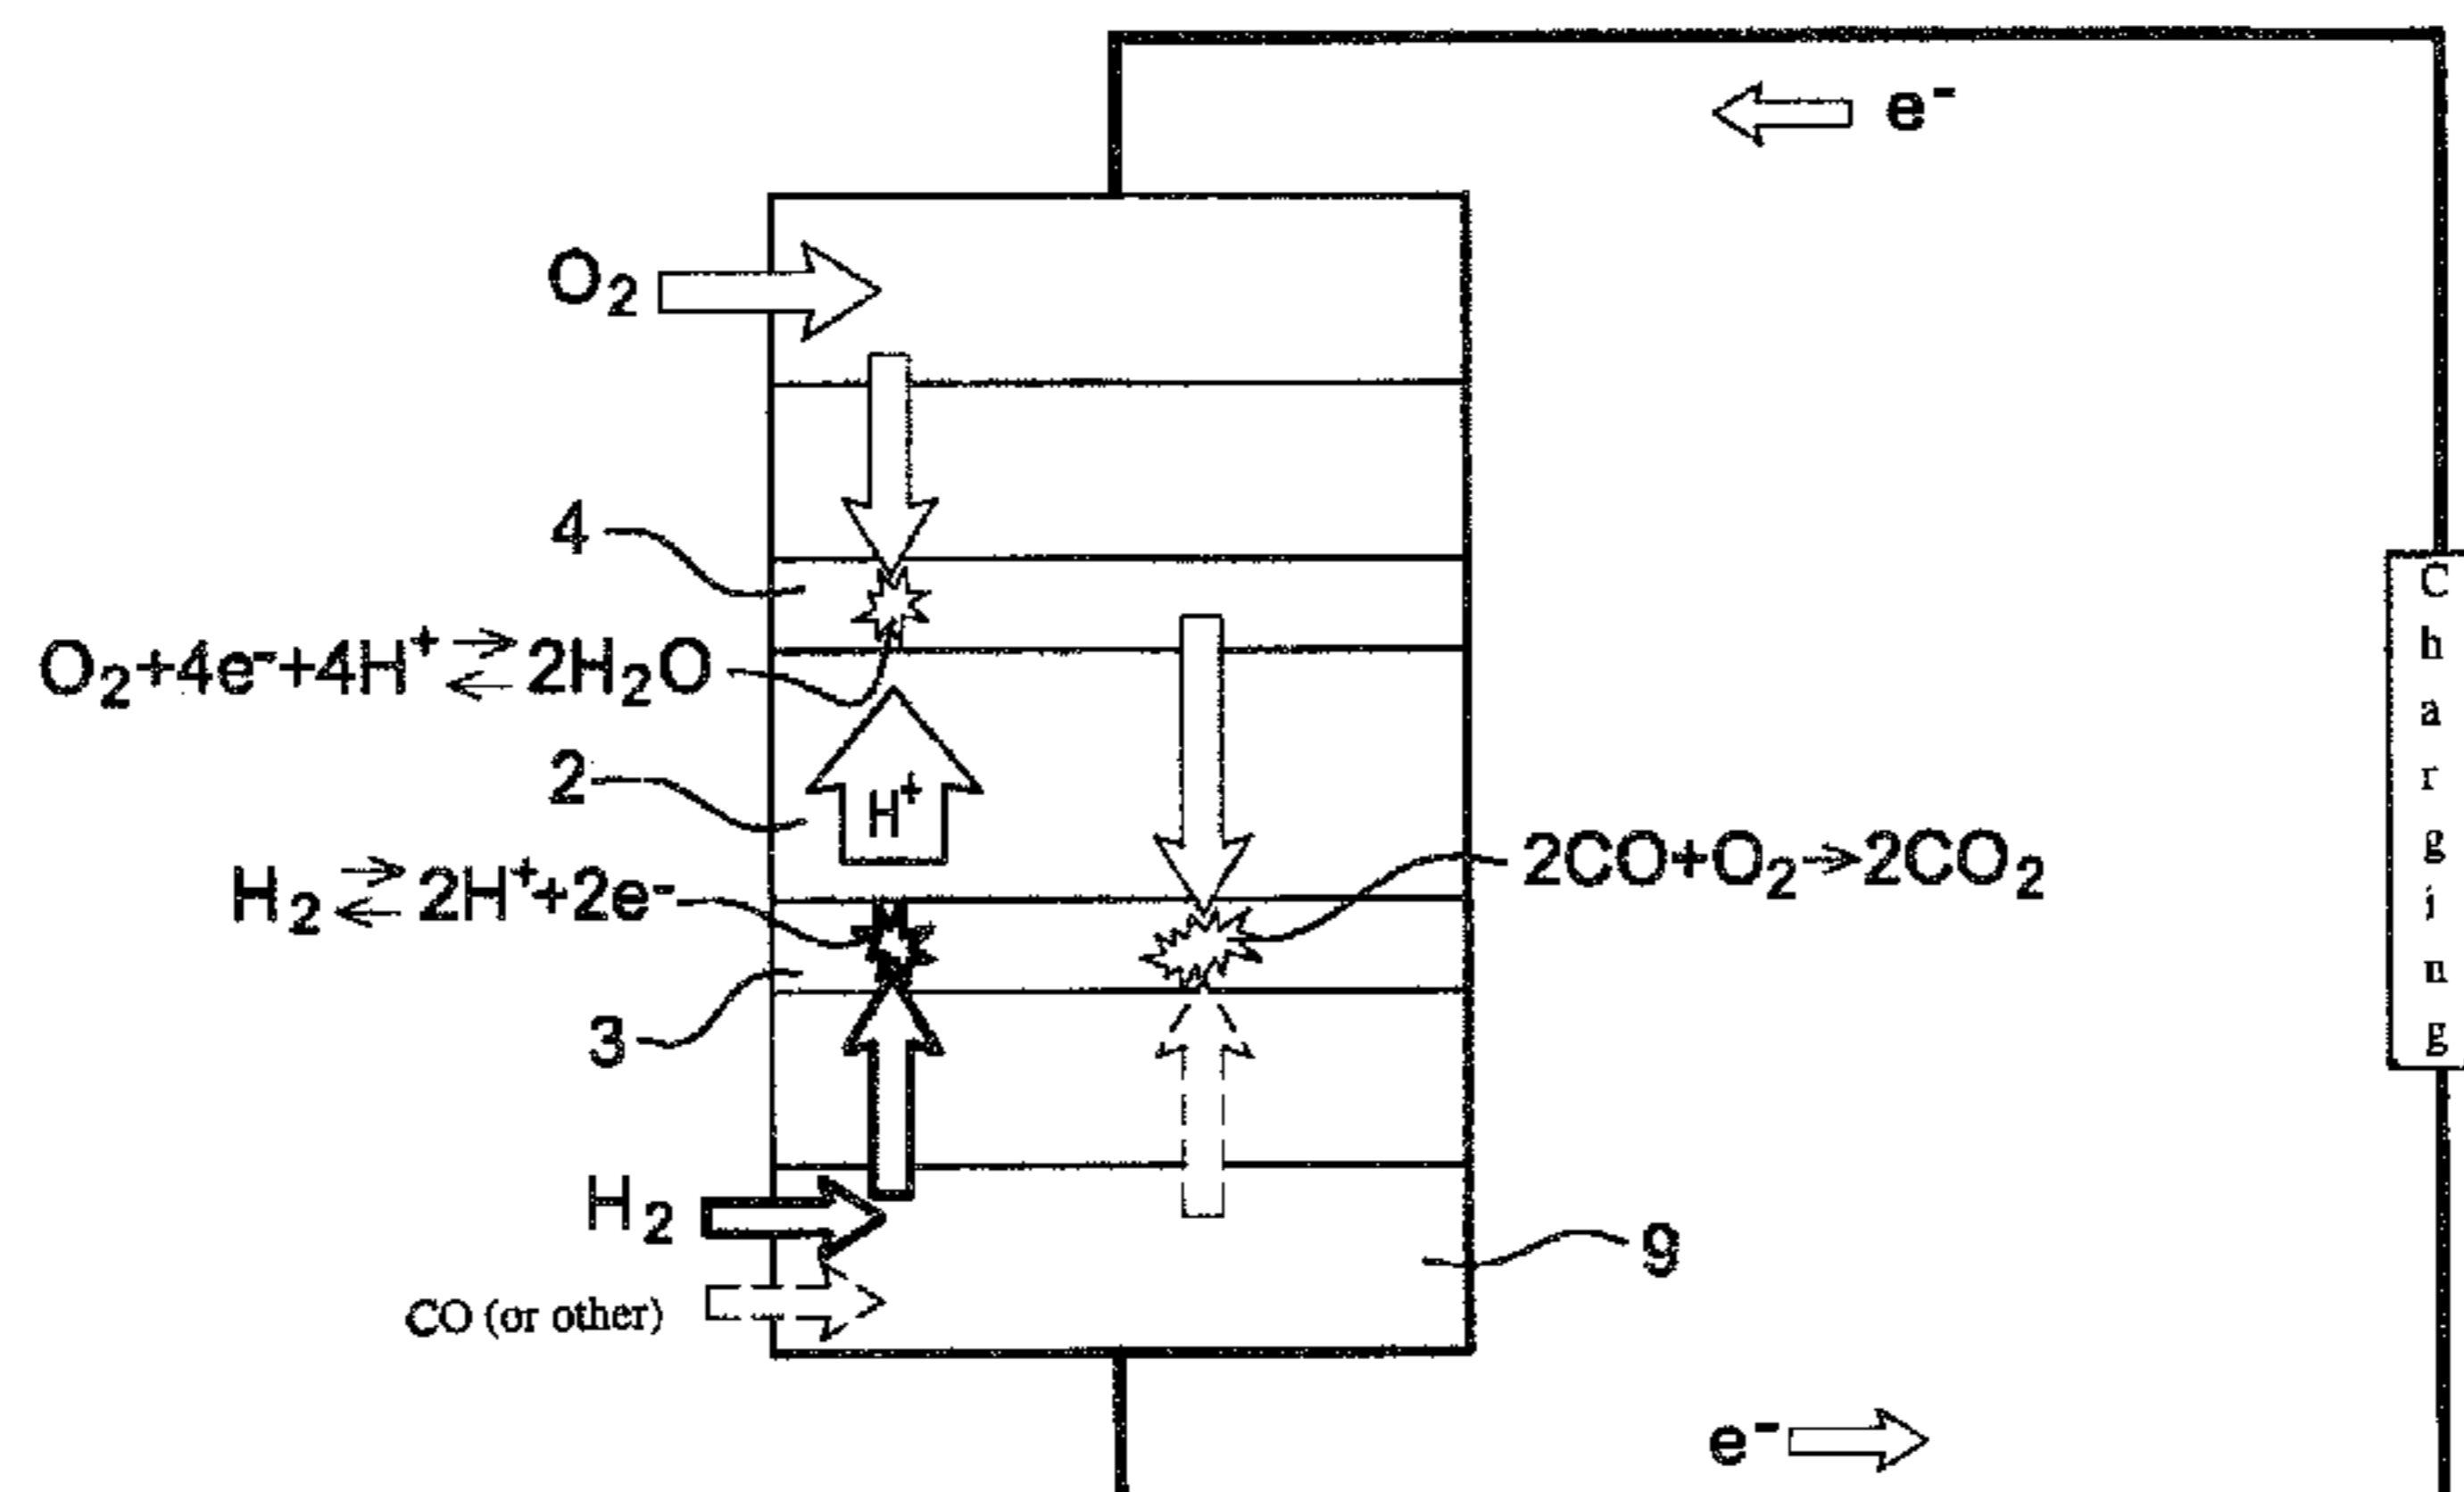 e⁻
O₂
4
O₂+4e⁻+4H⁺ ⇄ 2H₂O
2
H⁺
2CO+O₂→2CO₂
H₂ ⇄ 2H⁺+2e⁻
3
H₂
9
CO (or other)
e⁻
Charging